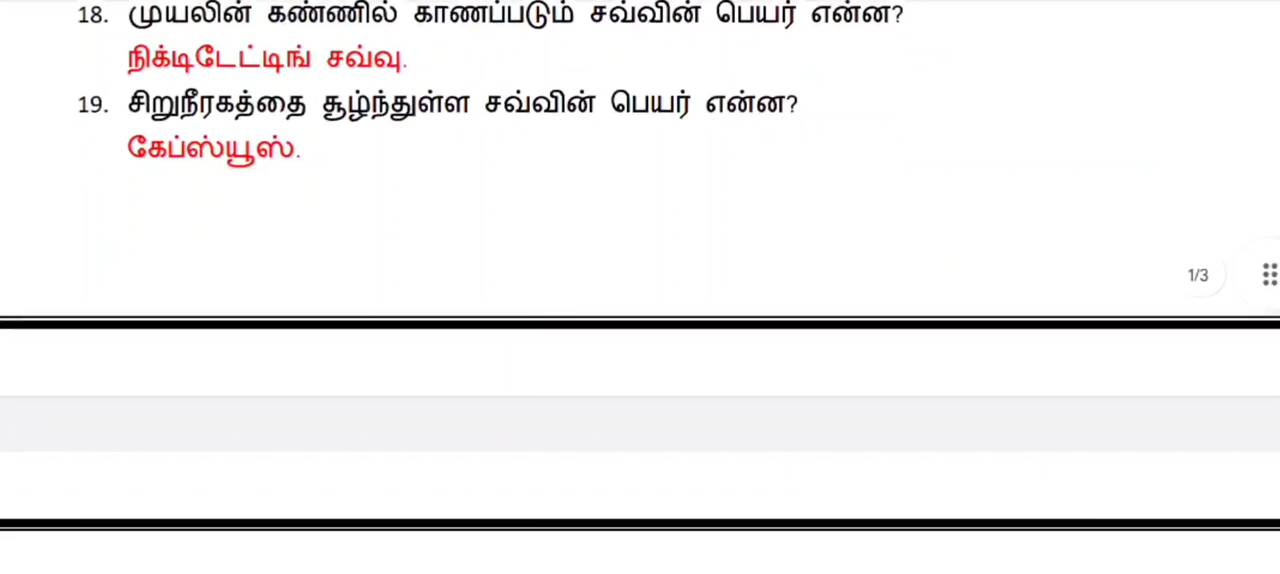 18. முயலின் கண்ணில் காணப்படும் சவ்வின் பெயர் என்ன?
நிக்டிடேட்டிங் சவ்வு.
19. சிறுநீரகத்தை சூழ்ந்துள்ள சவ்வின் பெயர் என்ன?
கேப்ஸ்யூஸ்.
1/3